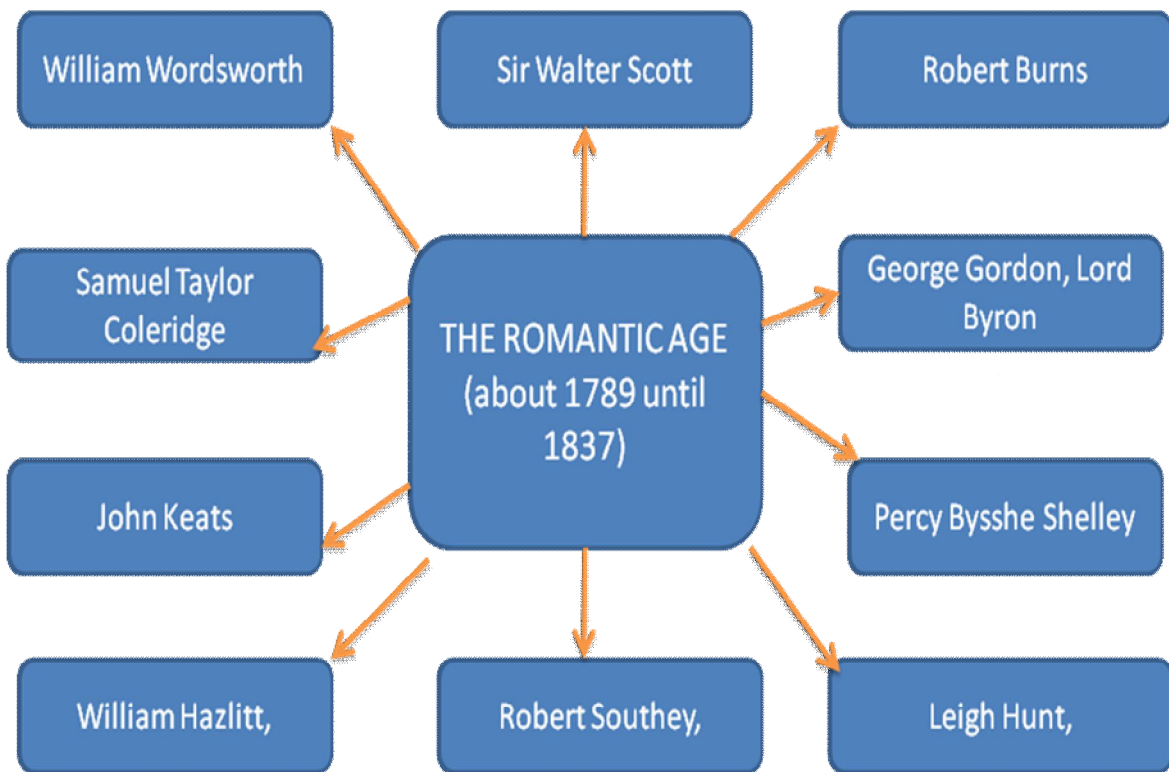 William Wordsworth
Sir Walter Scott
Robert Burns
Samuel Taylor
Coleridge
THE ROMANTIC AGE
(about 1789 until
1837)
George Gordon, Lord
Byron
John Keats
Percy Bysshe Shelley
William Hazlitt,
Robert Southey,
Leigh Hunt,